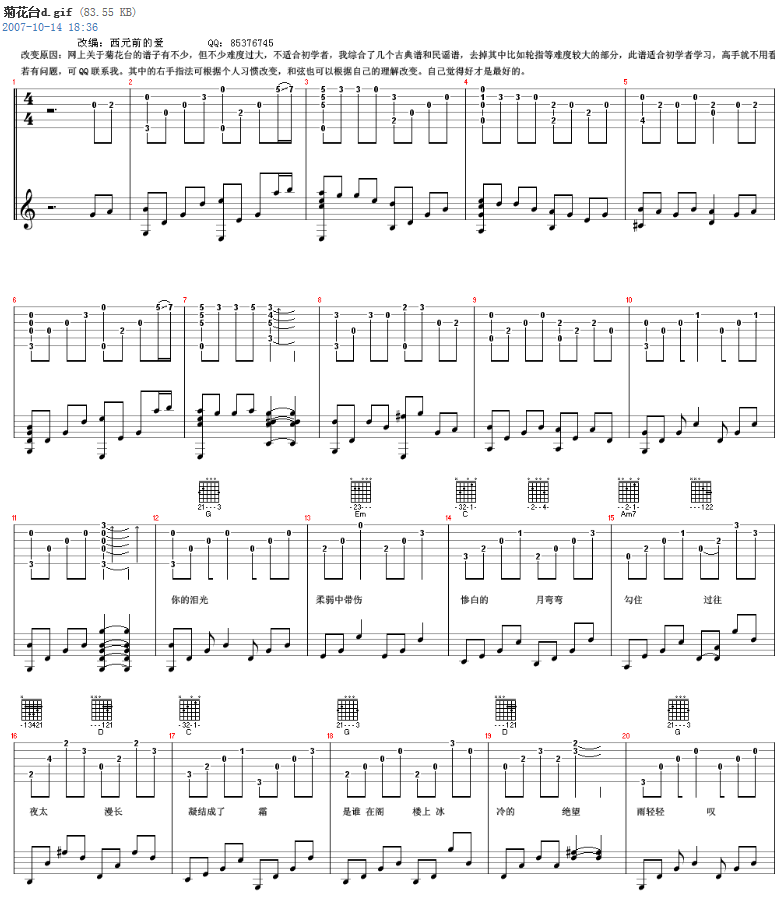 菊花台d.gif (83.55 KB)
2007-10-14 18:36
改编：西元前的爱 QQ：85376745
改变原因：网上关于菊花台的谱子有不少，但不少难度过大，不适合初学者，我综合了几个古典谱和民谣谱，去掉其中比如轮指等难度较大的部分，此谱适合初学者学习，高手就不用看
若有问题，可QQ联系我。其中的右手指法可根据个人习惯改变，和弦也可以根据自己的理解改变。自己觉得好才是最好的。
1 2 3 4 5
6 7 8 9 10
21---3 -23--- -32-1- -2--4- --2-1- ---122
G Em C Am7
11 12 13 14 15
你的泪光 柔弱中带伤 惨白的 月弯弯 勾住 过往
-13421 ---121 -32-1- 21---3 ---121 21---3
D C G D G
16 17 18 19 20
夜太 漫长 凝结成了 霜 是谁 在阁 楼上 冰 冷的 绝望 雨轻轻 叹